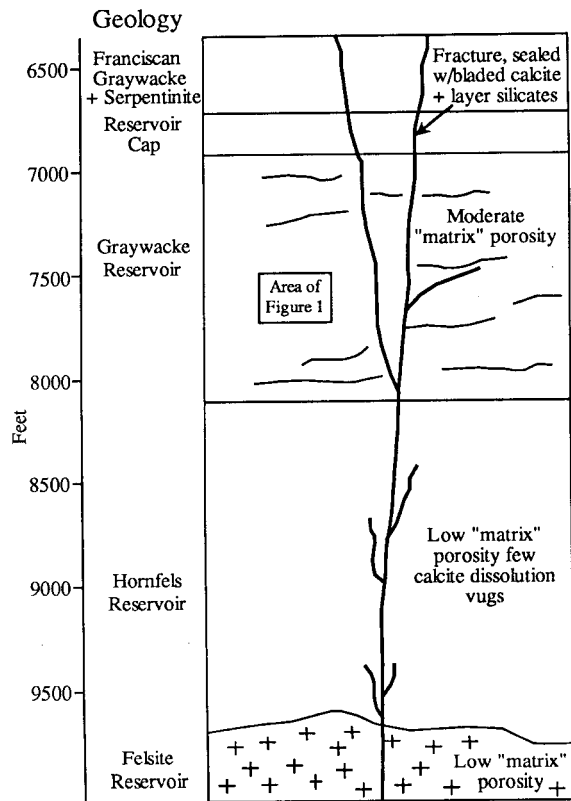 Geology
Feet
6500
7000
7500
8000
8500
9000
9500
Franciscan
Graywacke
+ Serpentinite
Reservoir
Cap
Graywacke
Reservoir
Hornfels
Reservoir
Felsite
Reservoir
Fracture, sealed
w/bladed calcite
+ layer silicates
Moderate
"matrix" porosity
Area of
Figure 1
Low "matrix"
porosity few
calcite dissolution
vugs
Low "matrix"
porosity